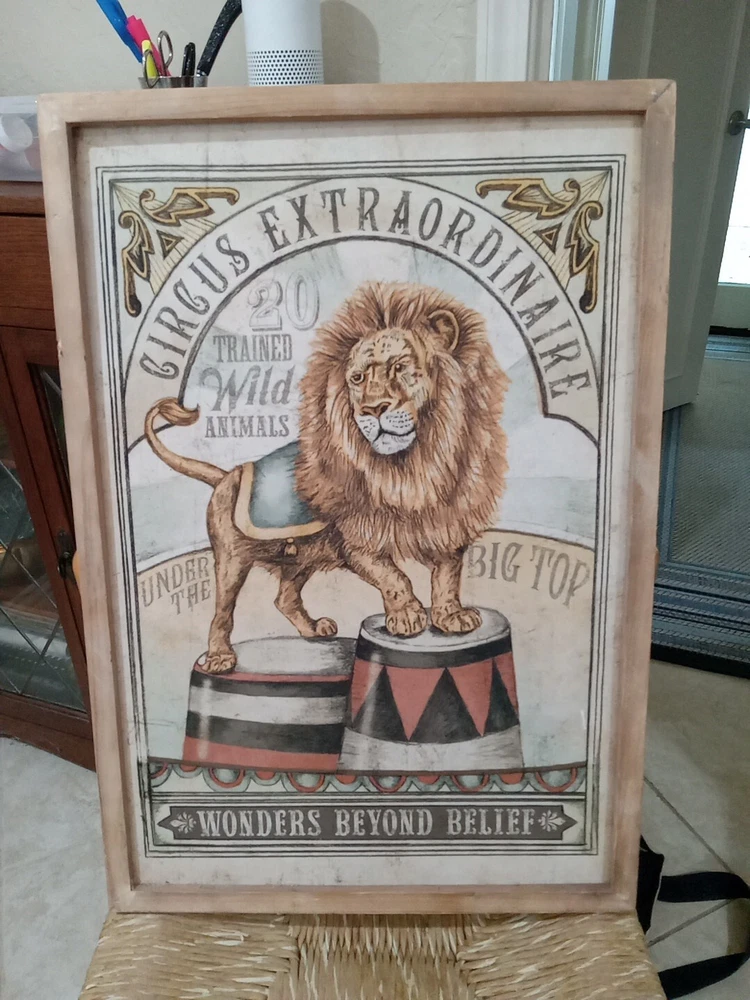 CIRCUS EXTRAORDINAIRE
20
TRAINED
Wild
ANIMALS
UNDER
THE
BIG TOP
WONDERS BEYOND BELIEF